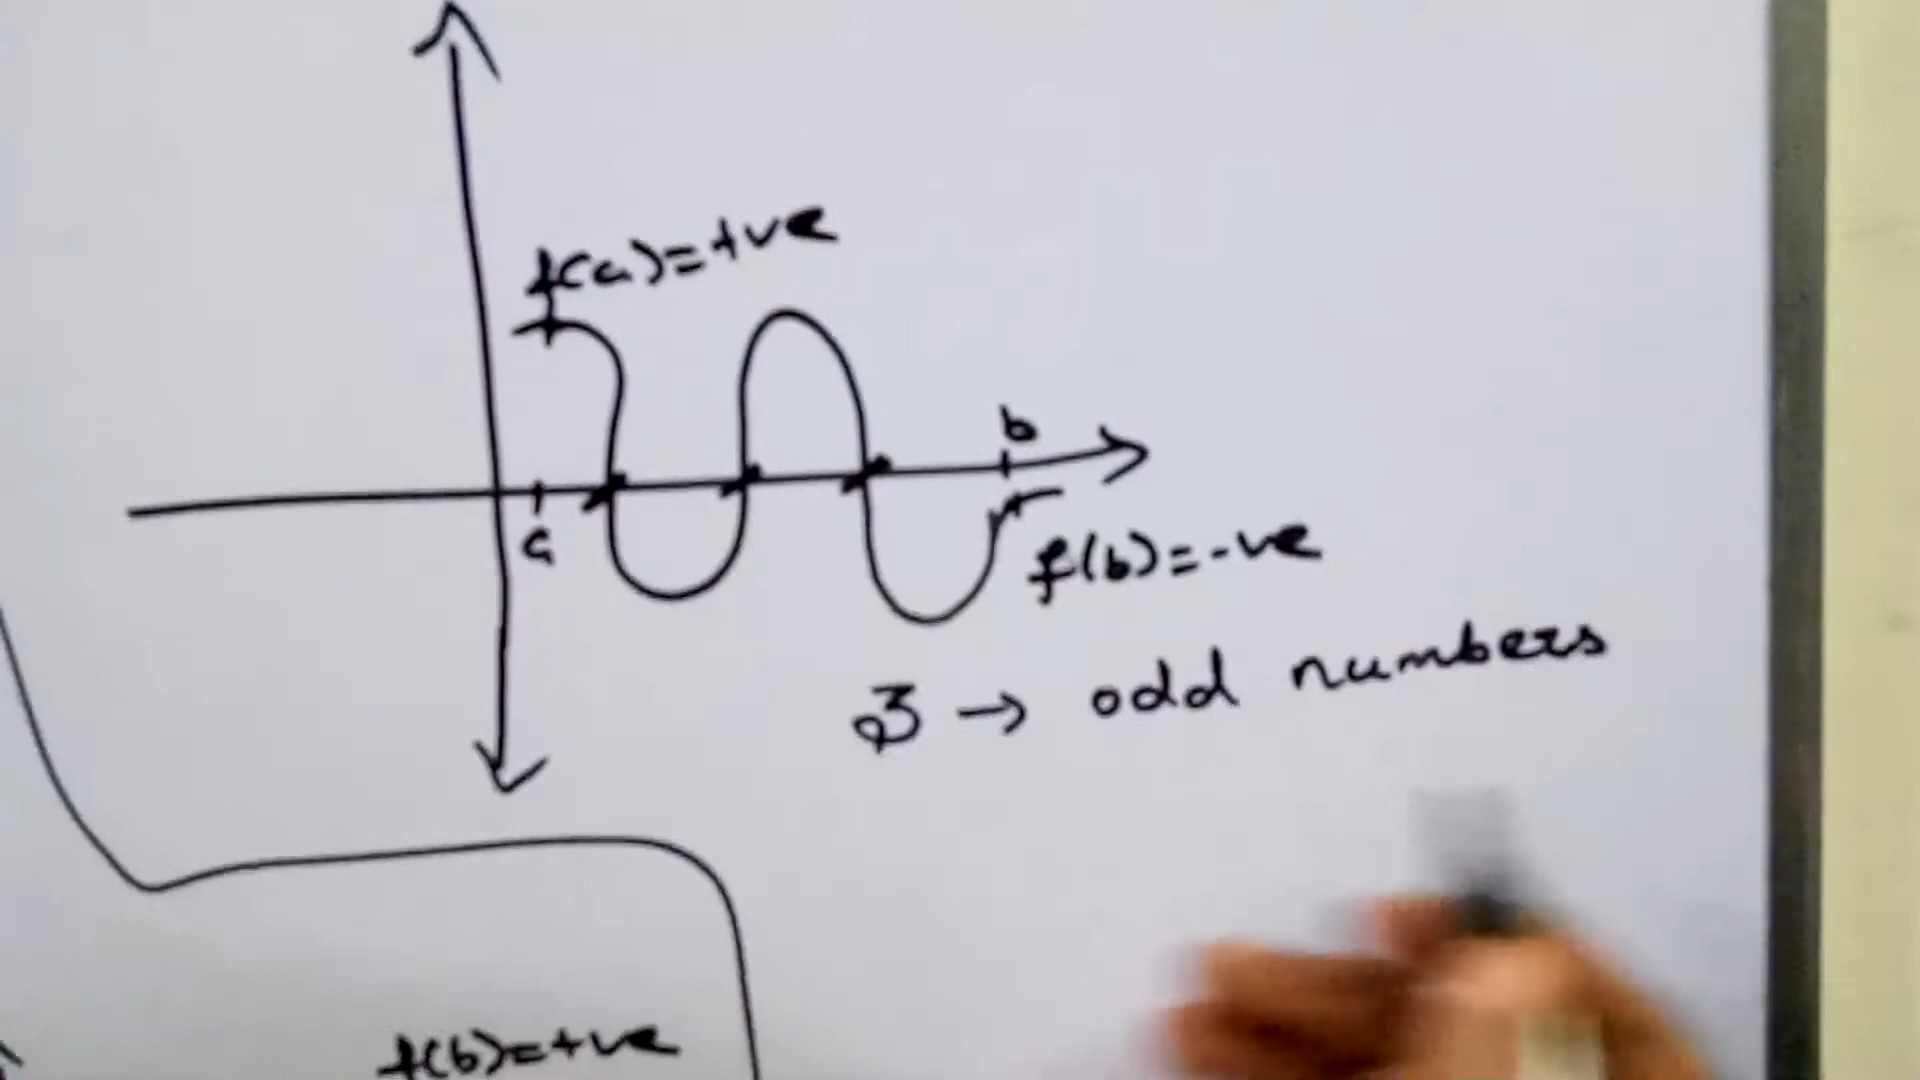 f(a)=+ve
b
a
f(b)=-ve
3 → odd numbers
f(b)=+ve